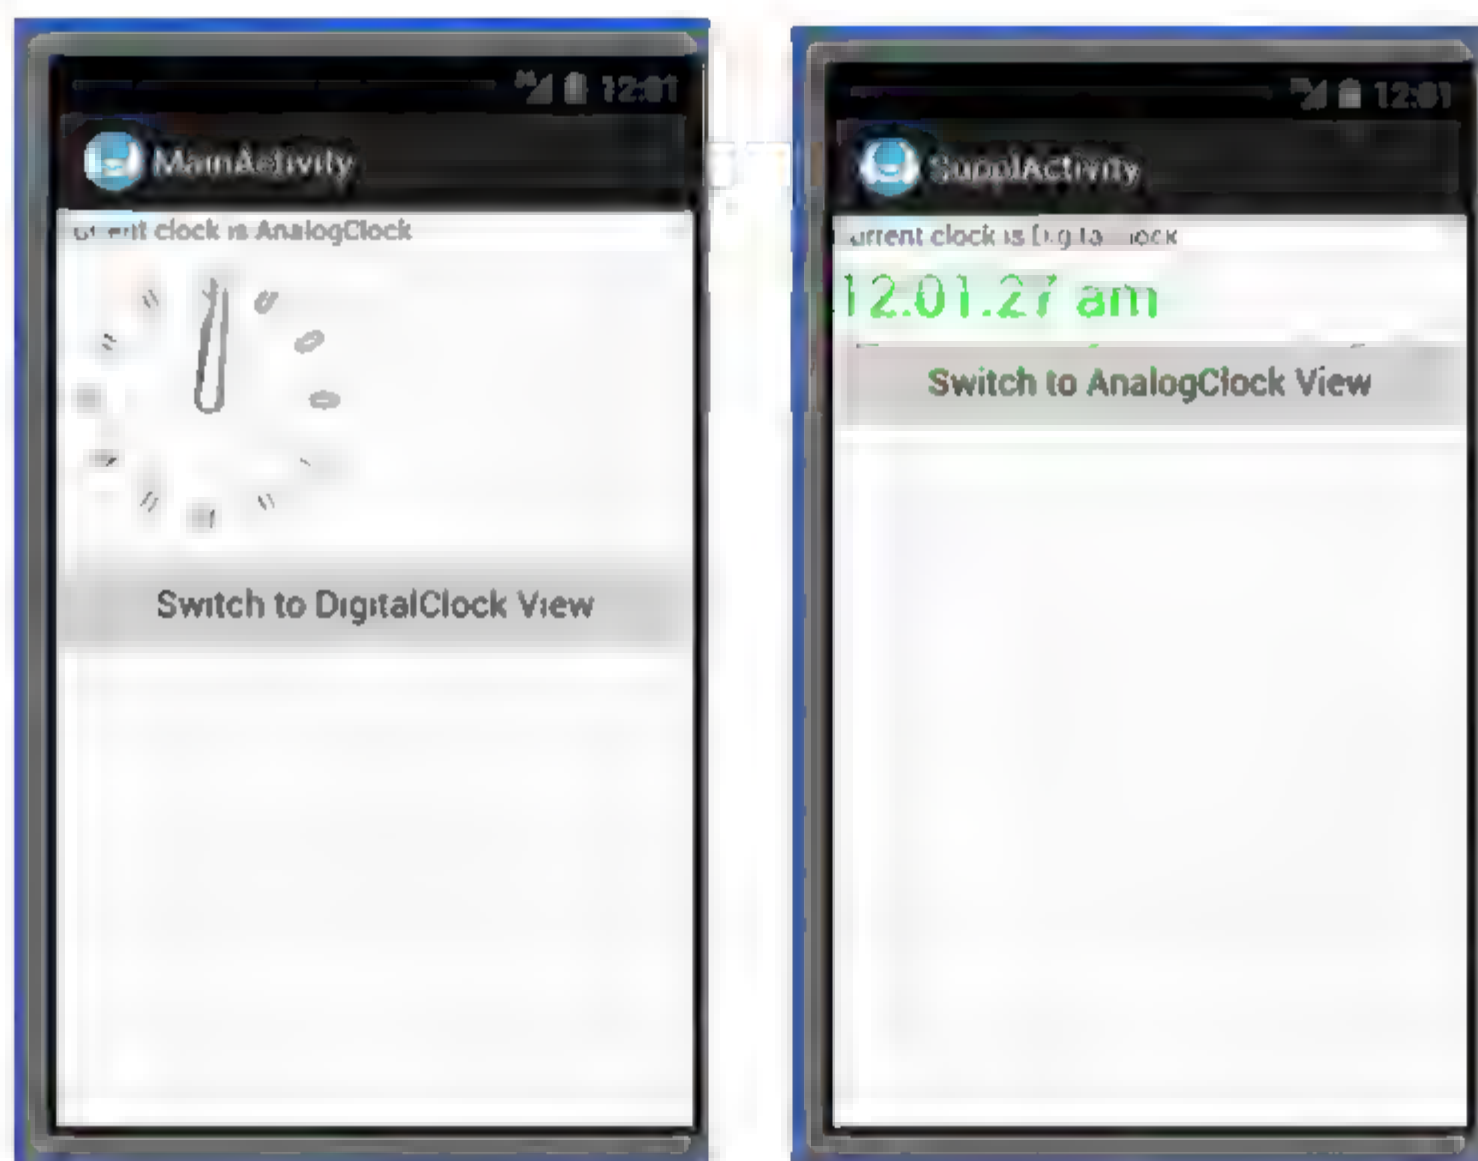 12:01
MainActivity
clock is AnalogClock
Switch to DigitalClock View
12:01
SupplActivity
clock is
12:01:27 am
Switch to AnalogClock View